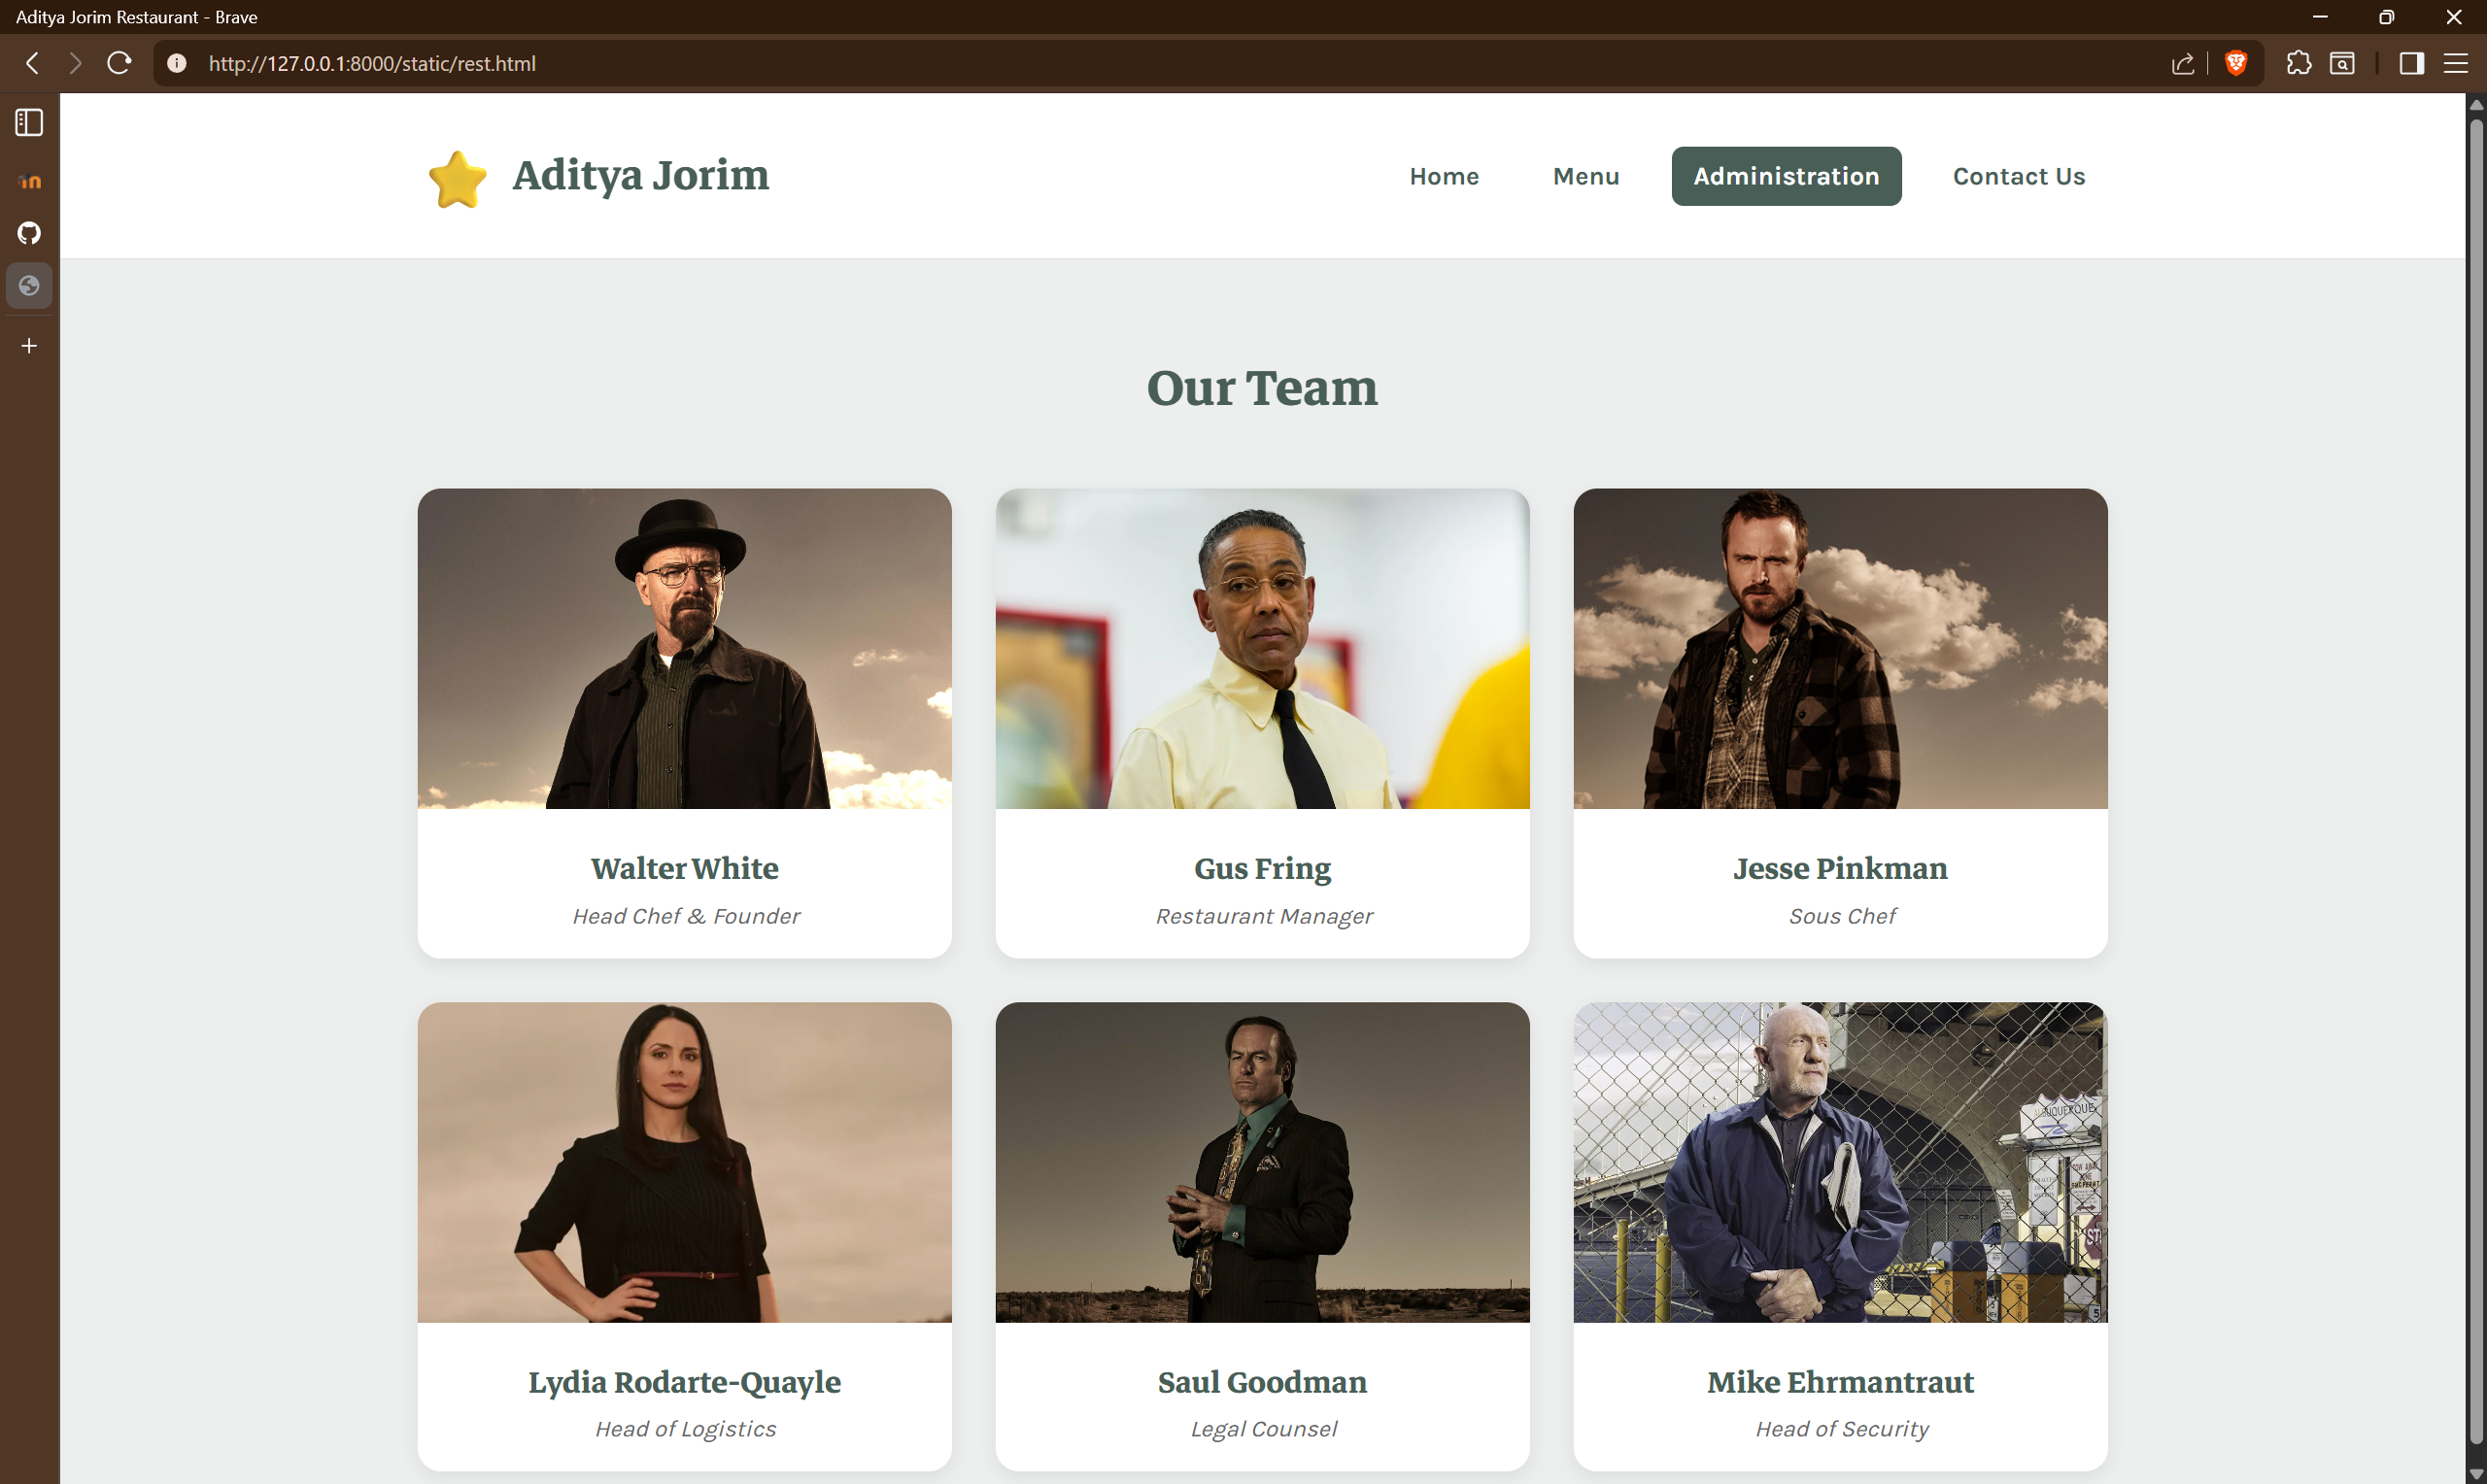 Aditya Jorim Restaurant - Brave
http://127.0.0.1:8000/static/rest.html
Aditya Jorim
Home
Menu
Administration
Contact Us
Our Team
Walter White
Head Chef & Founder
Gus Fring
Restaurant Manager
Jesse Pinkman
Sous Chef
Lydia Rodarte-Quayle
Head of Logistics
Saul Goodman
Legal Counsel
Mike Ehrmantraut
Head of Security